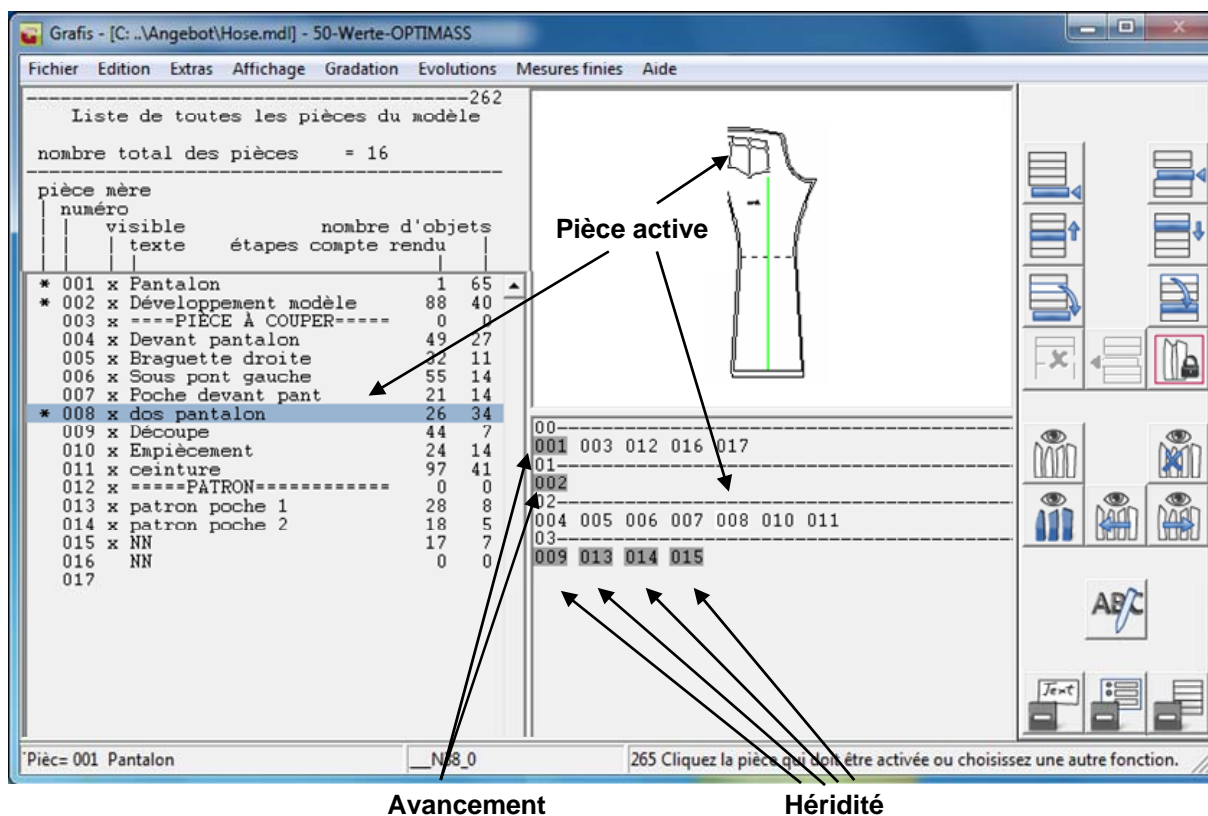 Grafis - [C: ..\Angebot\Hose.mdl] - 50-Werte-OPTIMASS
Fichier Edition Extras Affichage Gradation Evolutions Mesures finies Aide
-262
Liste de toutes les pièces du modèle
nombre total des pièces = 16
pièce mère
numéro
visible nombre d'objets
texte étapes compte rendu
* 001 x Pantalon 1 65
* 002 x Développement modèle 88 40
003 x ====PIÈCE À COUPER===== 0 0
004 x Devant pantalon 49 27
005 x Braguette droite 32 11
006 x Sous pont gauche 55 14
007 x Poche devant pant 21 14
* 008 x dos pantalon 26 34
009 x Découpe 44 7
010 x Empiècement 24 14
011 x ceinture 97 41
012 x =====PATRON============ 0 0
013 x patron poche 1 28 8
014 x patron poche 2 18 5
015 x NN 17 7
016 NN 0 0
017
Pièce active
00
001 003 012 016 017
01
002
02
004 005 006 007 008 010 011
03
009 013 014 015
ABC
Text
Pièc= 001 Pantalon
__N38_0
265 Cliquez la pièce qui doit être activée ou choisissez une autre fonction.
Avancement
Héridité